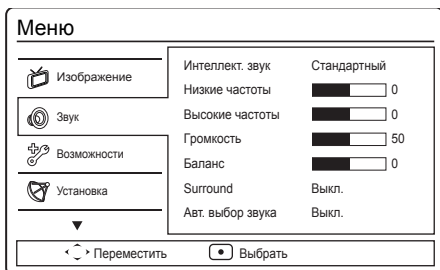 Меню
Изображение
Звук
Возможности
Установка
Интеллект. звук Стандартный
Низкие частоты 0
Высокие частоты 0
Громкость 50
Баланс 0
Surround Выкл.
Авт. выбор звука Выкл.
Переместить Выбрать